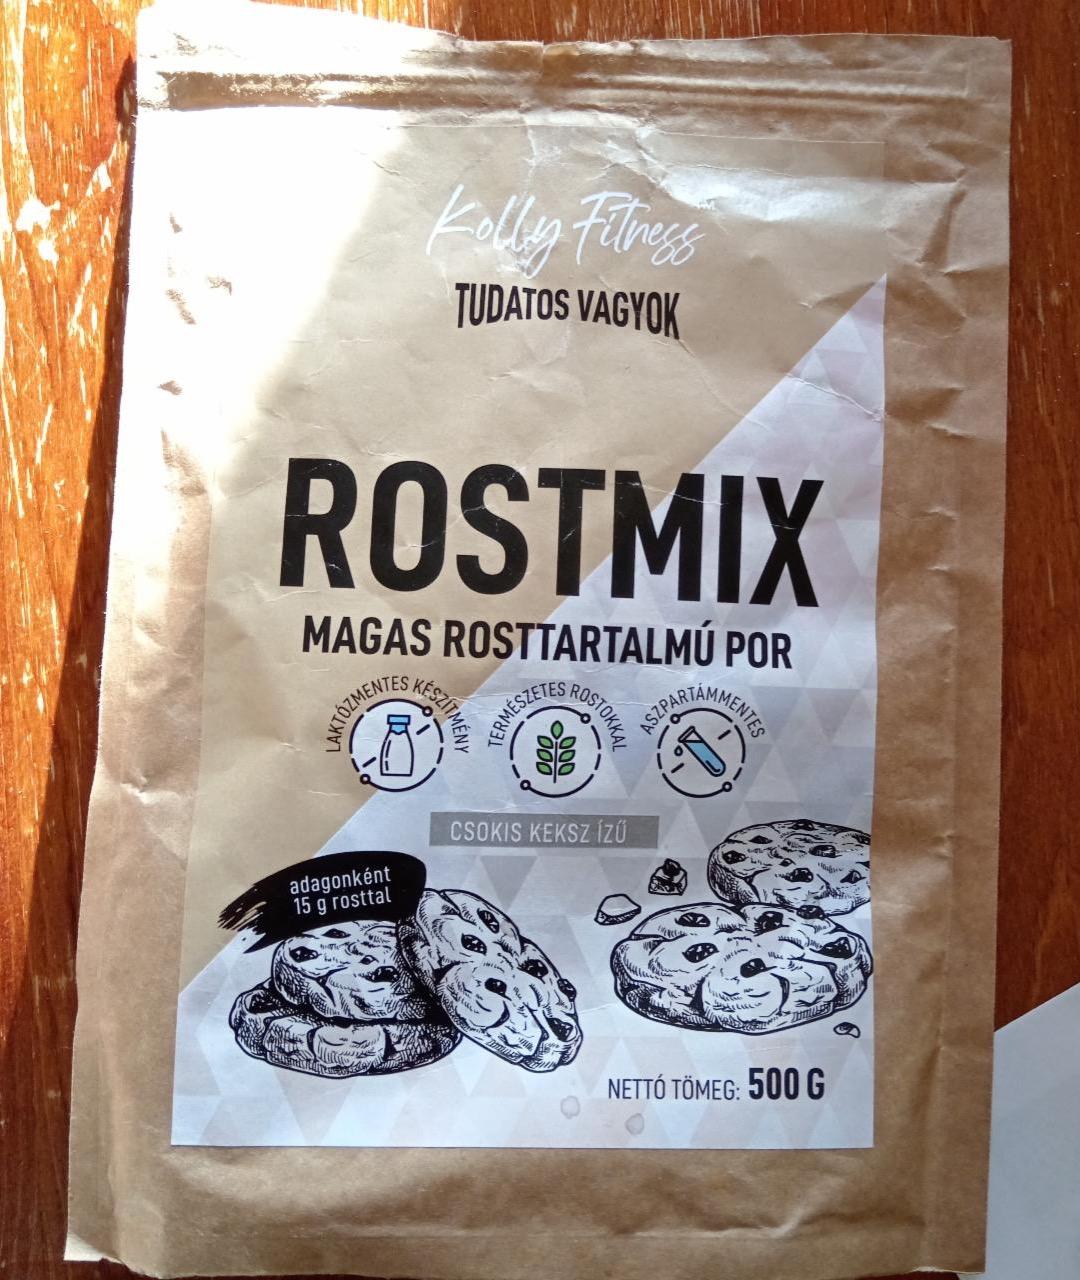 Kolly Fitness™
TUDATOS VAGYOK
ROSTMIX
MAGAS ROSTTARTALMÚ POR
LAKTÓZMENTES KÉSZÍTMÉNY
TERMÉSZETES ROSTOKKAL
ASZPARTÁMMENTES
CSOKIS KEKSZ ÍZŰ
adagonként
15 g rosttal
NETTÓ TÖMEG: 500 G